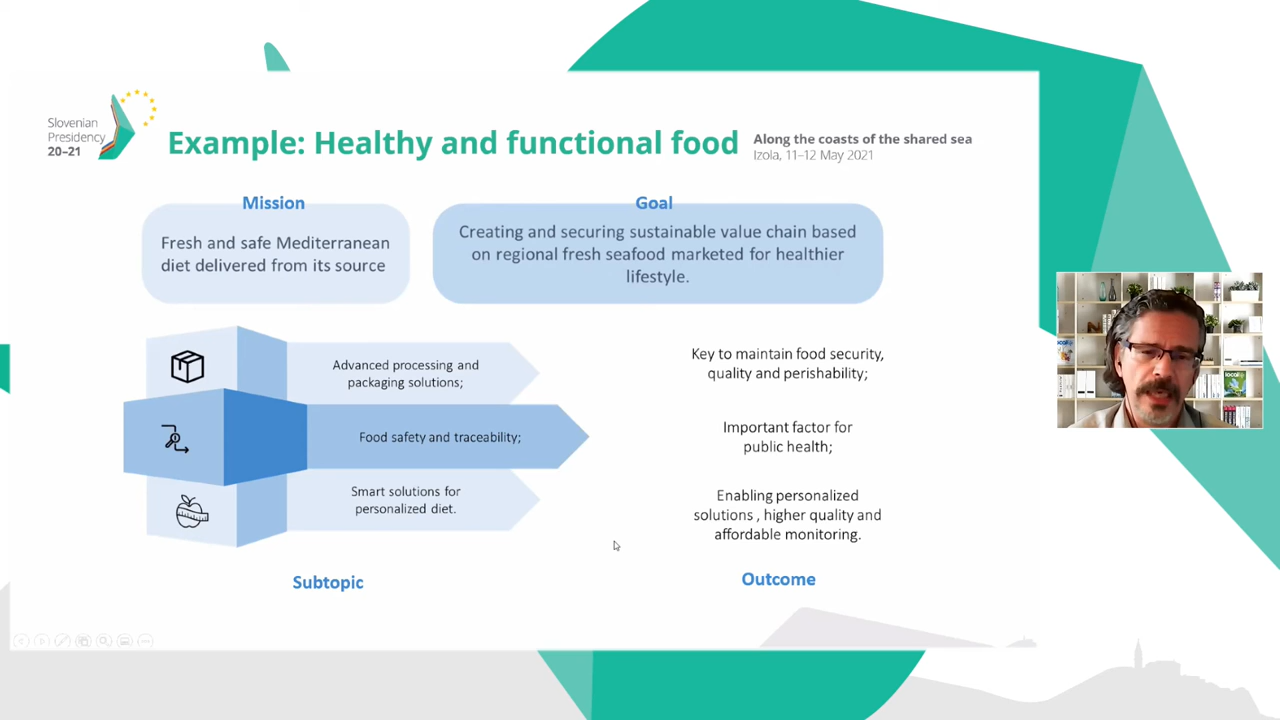 Slovenian
Presidency
20–21
Example: Healthy and functional food
Along the coasts of the shared sea
Izola, 11–12 May 2021
Mission
Fresh and safe Mediterranean
diet delivered from its source
Goal
Creating and securing sustainable value chain based
on regional fresh seafood marketed for healthier
lifestyle.
Advanced processing and
packaging solutions;
Key to maintain food security,
quality and perishability;
Food safety and traceability;
Important factor for
public health;
Smart solutions for
personalized diet.
Enabling personalized
solutions , higher quality and
affordable monitoring.
Subtopic
Outcome
local